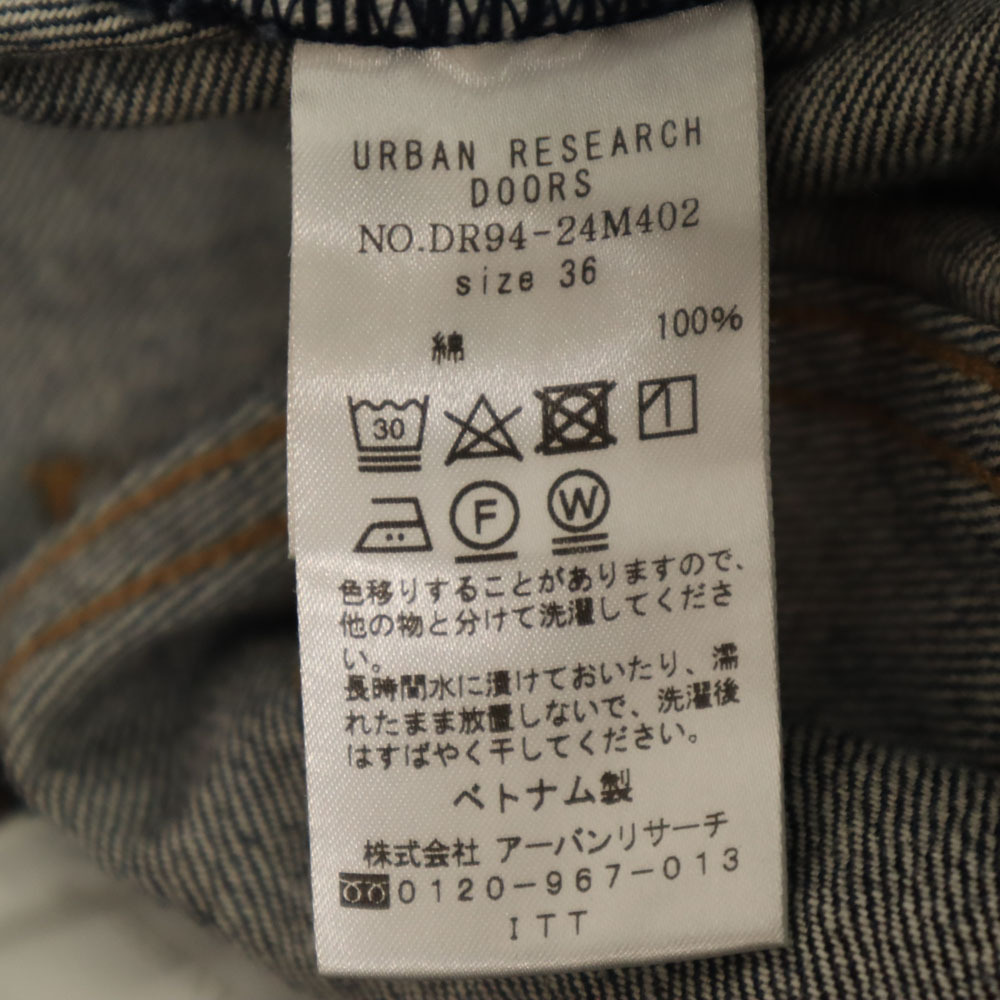 URBAN RESEARCH
DOORS
NO.DR94-24M402
size 36
綿 100%
30
F W
色移りすることがありますので、
他の物と分けて洗濯してくださ
い。
長時間水に漬けておいたり、濡
れたまま放置しないで、洗濯後
はすばやく干してください。
ベトナム製
株式会社 アーバンリサーチ
0120-967-013
ITT